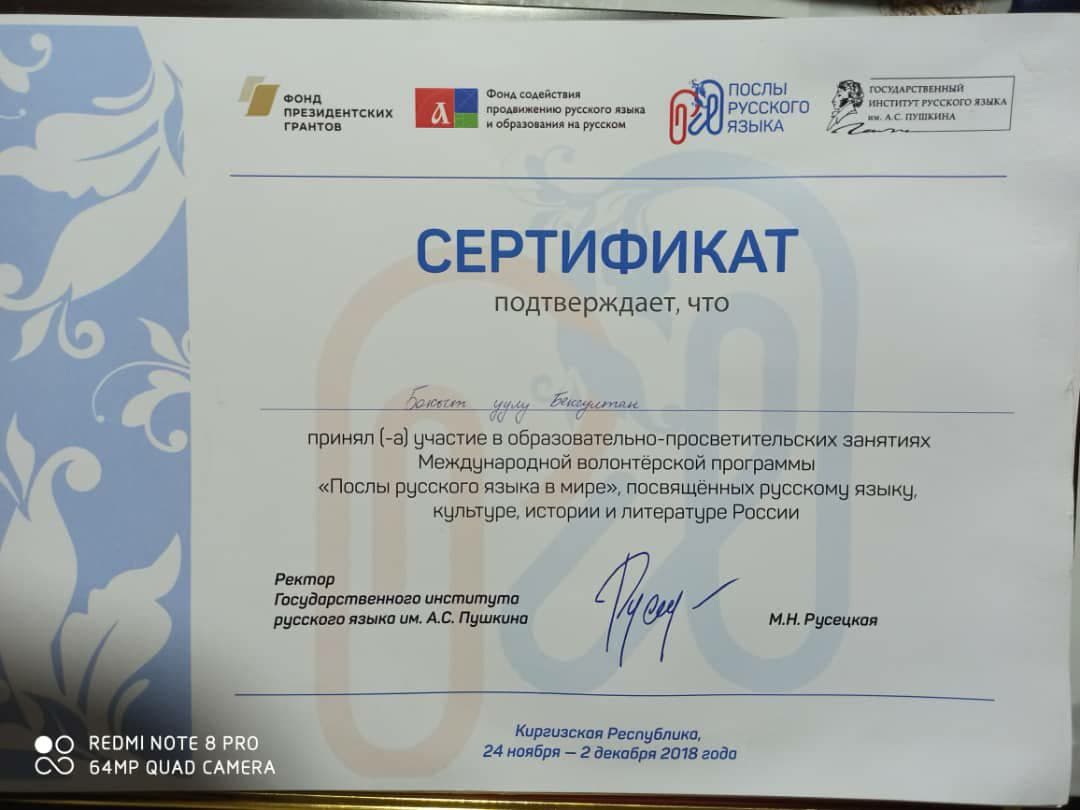 ФОНД
ПРЕЗИДЕНТСКИХ
ГРАНТОВ
Л
Фонд содействия
продвижению русского языка
и образования на русском
ПОСЛЫ
РУССКОГО
ЯЗЫКА
ГОСУДАРСТВЕННЫЙ
ИНСТИТУТ РУССКОГО ЯЗЫКА
им. А.С. ПУШКИНА
СЕРТИФИКАТ
подтверждает, что
уулу Бексултан
принял (-а) участие в образовательно-просветительских занятиях
Международной волонтёрской программы
«Послы русского языка в мире», посвящённых русскому языку,
культуре, истории и литературе России
Ректор
Государственного института
русского языка им. А.С. Пушкина
М.Н. Русецкая
Киргизская Республика,
24 ноября — 2 декабря 2018 года
REDMI NOTE 8 PRO
64MP QUAD CAMERA